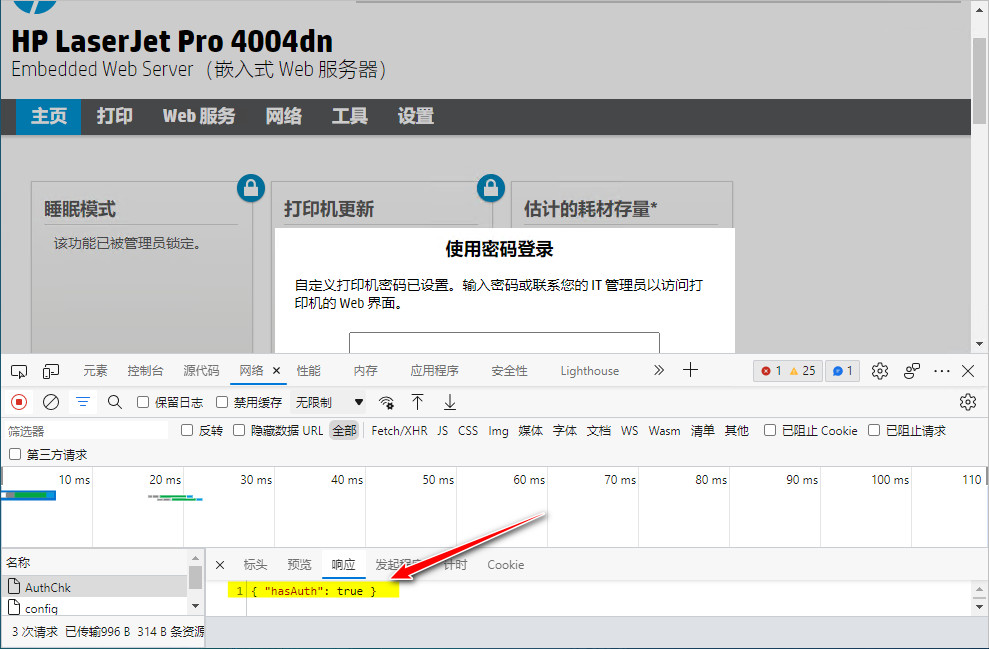 HP LaserJet Pro 4004dn
Embedded Web Server（嵌入式 Web 服务器）
主页 打印 Web 服务 网络 工具 设置
睡眠模式 打印机更新 估计的耗材存量*
该功能已被管理员锁定。
使用密码登录
自定义打印机密码已设置。输入密码或联系您的 IT 管理员以访问打
印机的 Web 界面。
元素 控制台 源代码 网络 性能 内存 应用程序 安全性 Lighthouse 1 25 1
保留日志 禁用缓存 无限制
筛选器 反转 隐藏数据 URL 全部 Fetch/XHR JS CSS Img 媒体 字体 文档 WS Wasm 清单 其他 已阻止 Cookie 已阻止请求
第三方请求
10 ms 20 ms 30 ms 40 ms 50 ms 60 ms 70 ms 80 ms 90 ms 100 ms 110
名称 标头 预览 响应 发起程序 计时 Cookie
AuthChk 1 { "hasAuth": true }
config
3 次请求 已传输996 B 314 B 条资源